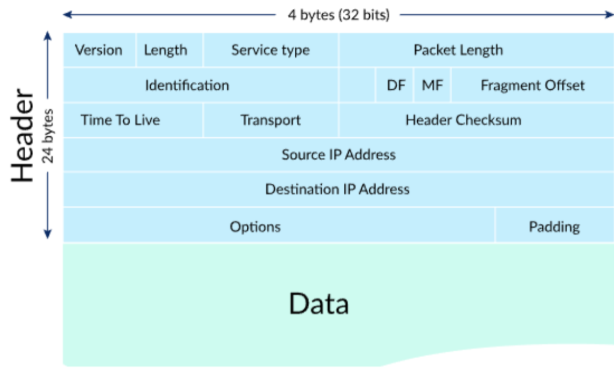 4 bytes (32 bits)
Version Length Service type Packet Length
Identification DF MF Fragment Offset
Time To Live Transport Header Checksum
Source IP Address
Destination IP Address
Options Padding
Header
24 bytes
Data